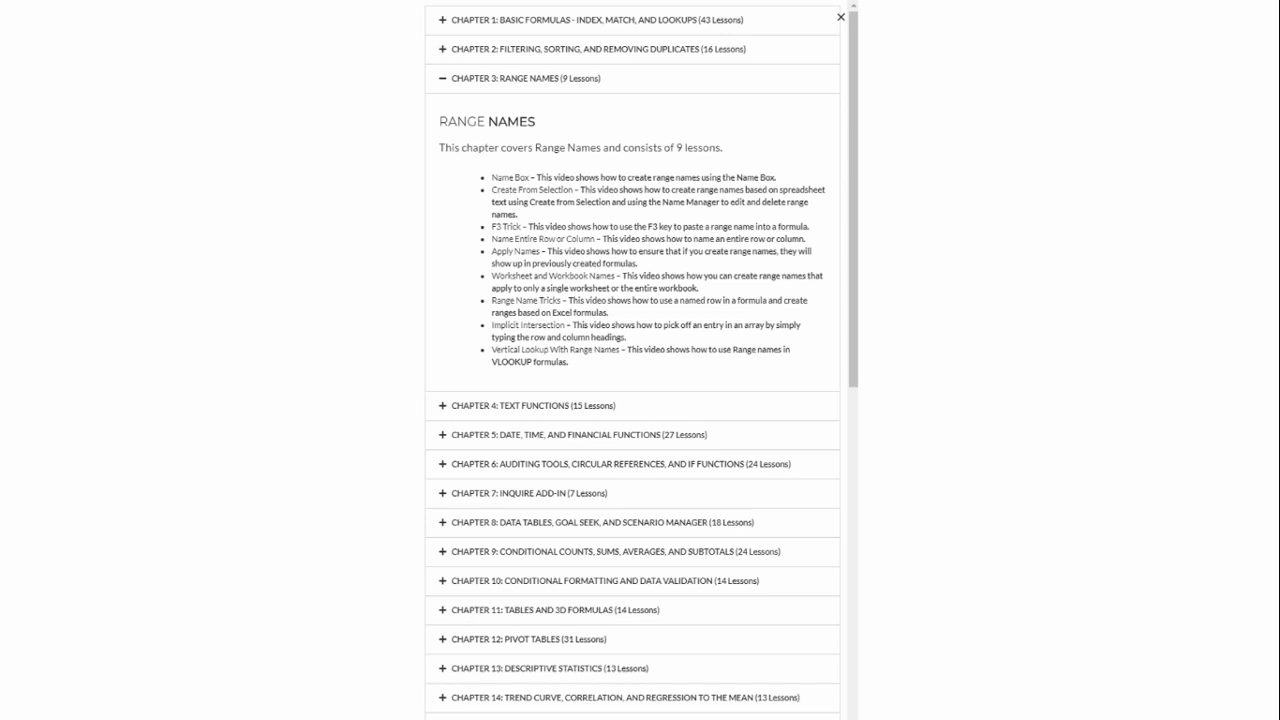 CHAPTER 1: BASIC FORMULAS - INDEX, MATCH, AND LOOKUPS (43 Lessons)
CHAPTER 2: FILTERING, SORTING, AND REMOVING DUPLICATES (16 Lessons)
CHAPTER 3: RANGE NAMES (9 Lessons)
RANGE NAMES
This chapter covers Range Names and consists of 9 lessons.
Name Box – This video shows how to create range names using the Name Box.
Create From Selection – This video shows how to create range names based on spreadsheet
text using Create from Selection and using the Name Manager to edit and delete range
names.
F3 Trick – This video shows how to use the F3 key to paste a range name into a formula.
Name Entire Row or Column – This video shows how to name an entire row or column.
Apply Names – This video shows how to ensure that if you create range names, they will
show up in previously created formulas.
Worksheet and Workbook Names – This video shows how you can create range names that
apply to only a single worksheet or the entire workbook.
Range Name Tricks – This video shows how to use a named row in a formula and create
ranges based on Excel formulas.
Implicit Intersection – This video shows how to pick off an entry in an array by simply
typing the row and column headings.
Vertical Lookup With Range Names – This video shows how to use Range names in
VLOOKUP formulas.
CHAPTER 4: TEXT FUNCTIONS (15 Lessons)
CHAPTER 5: DATE, TIME, AND FINANCIAL FUNCTIONS (27 Lessons)
CHAPTER 6: AUDITING TOOLS, CIRCULAR REFERENCES, AND IF FUNCTIONS (24 Lessons)
CHAPTER 7: INQUIRE ADD-IN (7 Lessons)
CHAPTER 8: DATA TABLES, GOAL SEEK, AND SCENARIO MANAGER (18 Lessons)
CHAPTER 9: CONDITIONAL COUNTS, SUMS, AVERAGES, AND SUBTOTALS (24 Lessons)
CHAPTER 10: CONDITIONAL FORMATTING AND DATA VALIDATION (14 Lessons)
CHAPTER 11: TABLES AND 3D FORMULAS (14 Lessons)
CHAPTER 12: PIVOT TABLES (31 Lessons)
CHAPTER 13: DESCRIPTIVE STATISTICS (13 Lessons)
CHAPTER 14: TREND CURVE, CORRELATION, AND REGRESSION TO THE MEAN (13 Lessons)